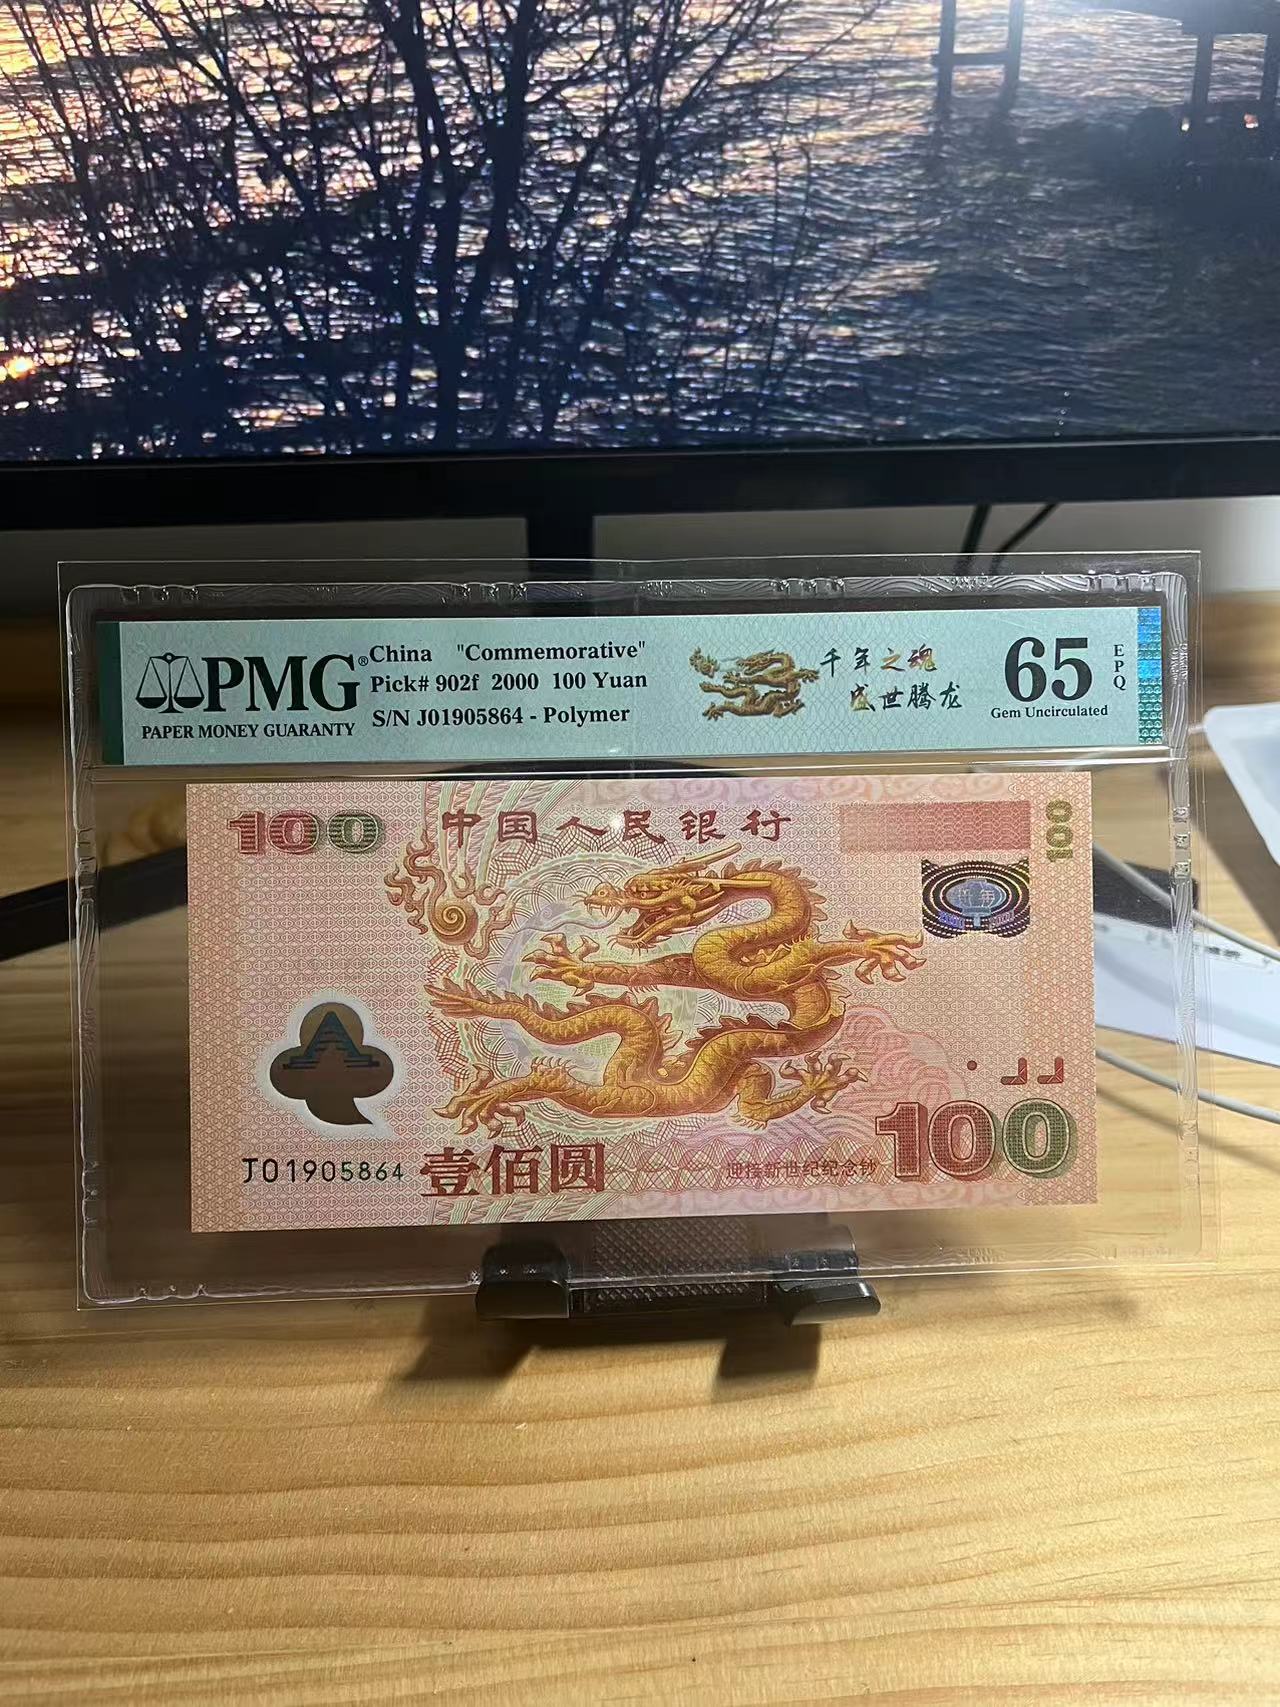 PMG®
PAPER MONEY GUARANTY
China "Commemorative"
Pick# 902f 2000 100 Yuan
S/N J01905864 - Polymer
千年之魂
盛世腾龙
65
EPQ
Gem Uncirculated
100
中国人民银行
100
J01905864
壹佰圆
迎接新世纪纪念钞
100